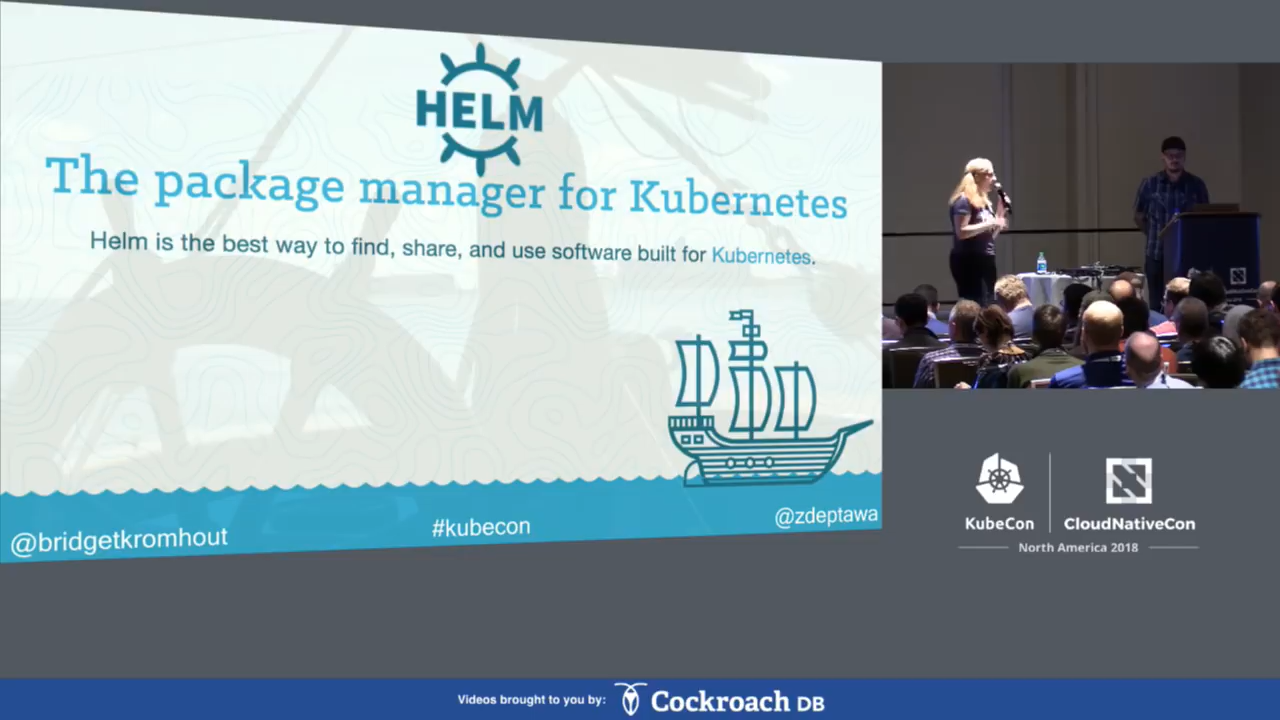 HELM
The package manager for Kubernetes
Helm is the best way to find, share, and use software built for Kubernetes.
@bridgetkromhout
#kubecon
@zdeptawa
KubeCon
CloudNativeCon
North America 2018
Videos brought to you by:
Cockroach DB